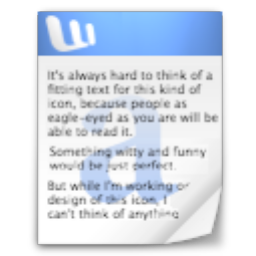 It's always hard to think of a
fitting text for this kind of
icon, because people as
eagle-eyed as you are will be
able to read it.
Something witty and funny
would be just perfect.
But while I'm working on
design of this icon, I
can't think of anything